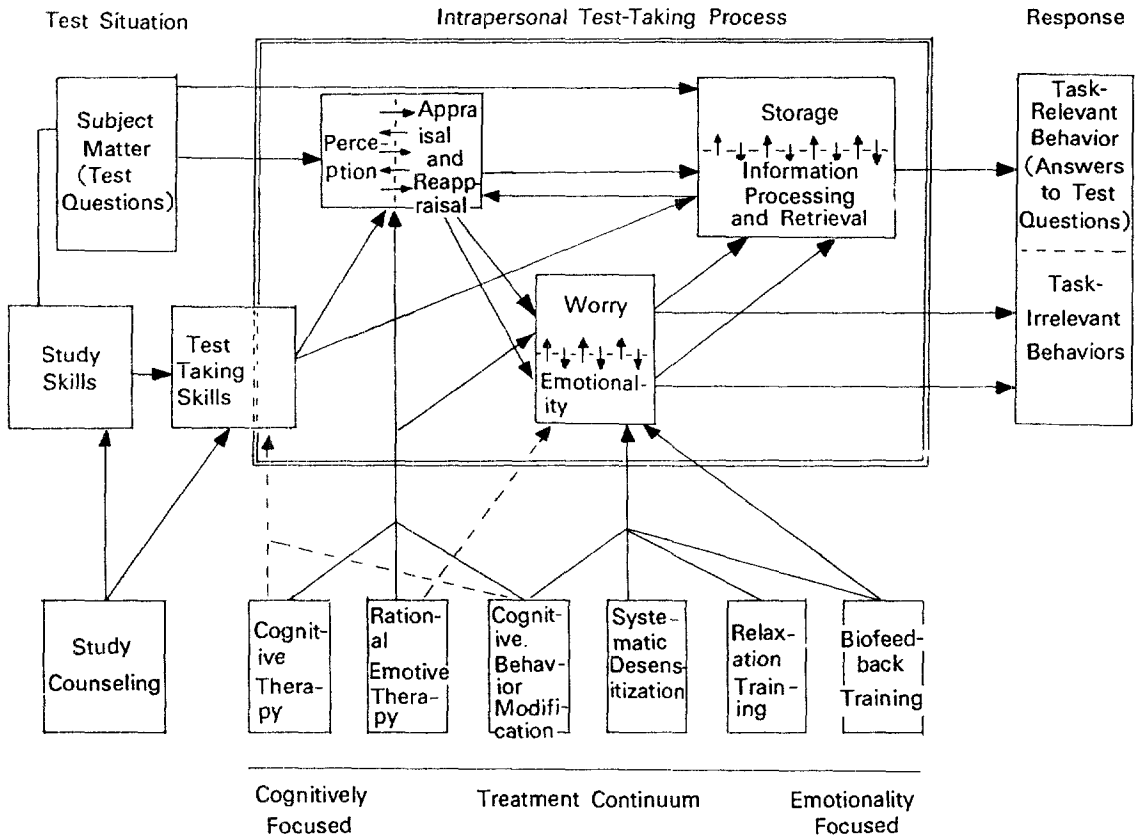 Test Situation
Intrapersonal Test-Taking Process
Response
Subject
Matter
(Test
Questions)
Perce-
ption
Appra
isal
and
Reapp-
raisal
Storage
Information
Processing
and Retrieval
Task-
Relevant
Behavior
(Answers
to Test
Questions)
Task-
Irrelevant
Behaviors
Worry
Emotional-
ity
Study
Skills
Test
Taking
Skills
Study
Counseling
Cognit-
ive
Thera-
py
Ration-
al
Emotive
Thera-
py
Cognit-
ive.
Behav-
ior
Modifi-
cation
Syste-
matic
Desens-
itization
Relax-
ation
Train-
ing
Biofeed-
back
Training
Cognitively
Focused
Treatment Continuum
Emotionality
Focused